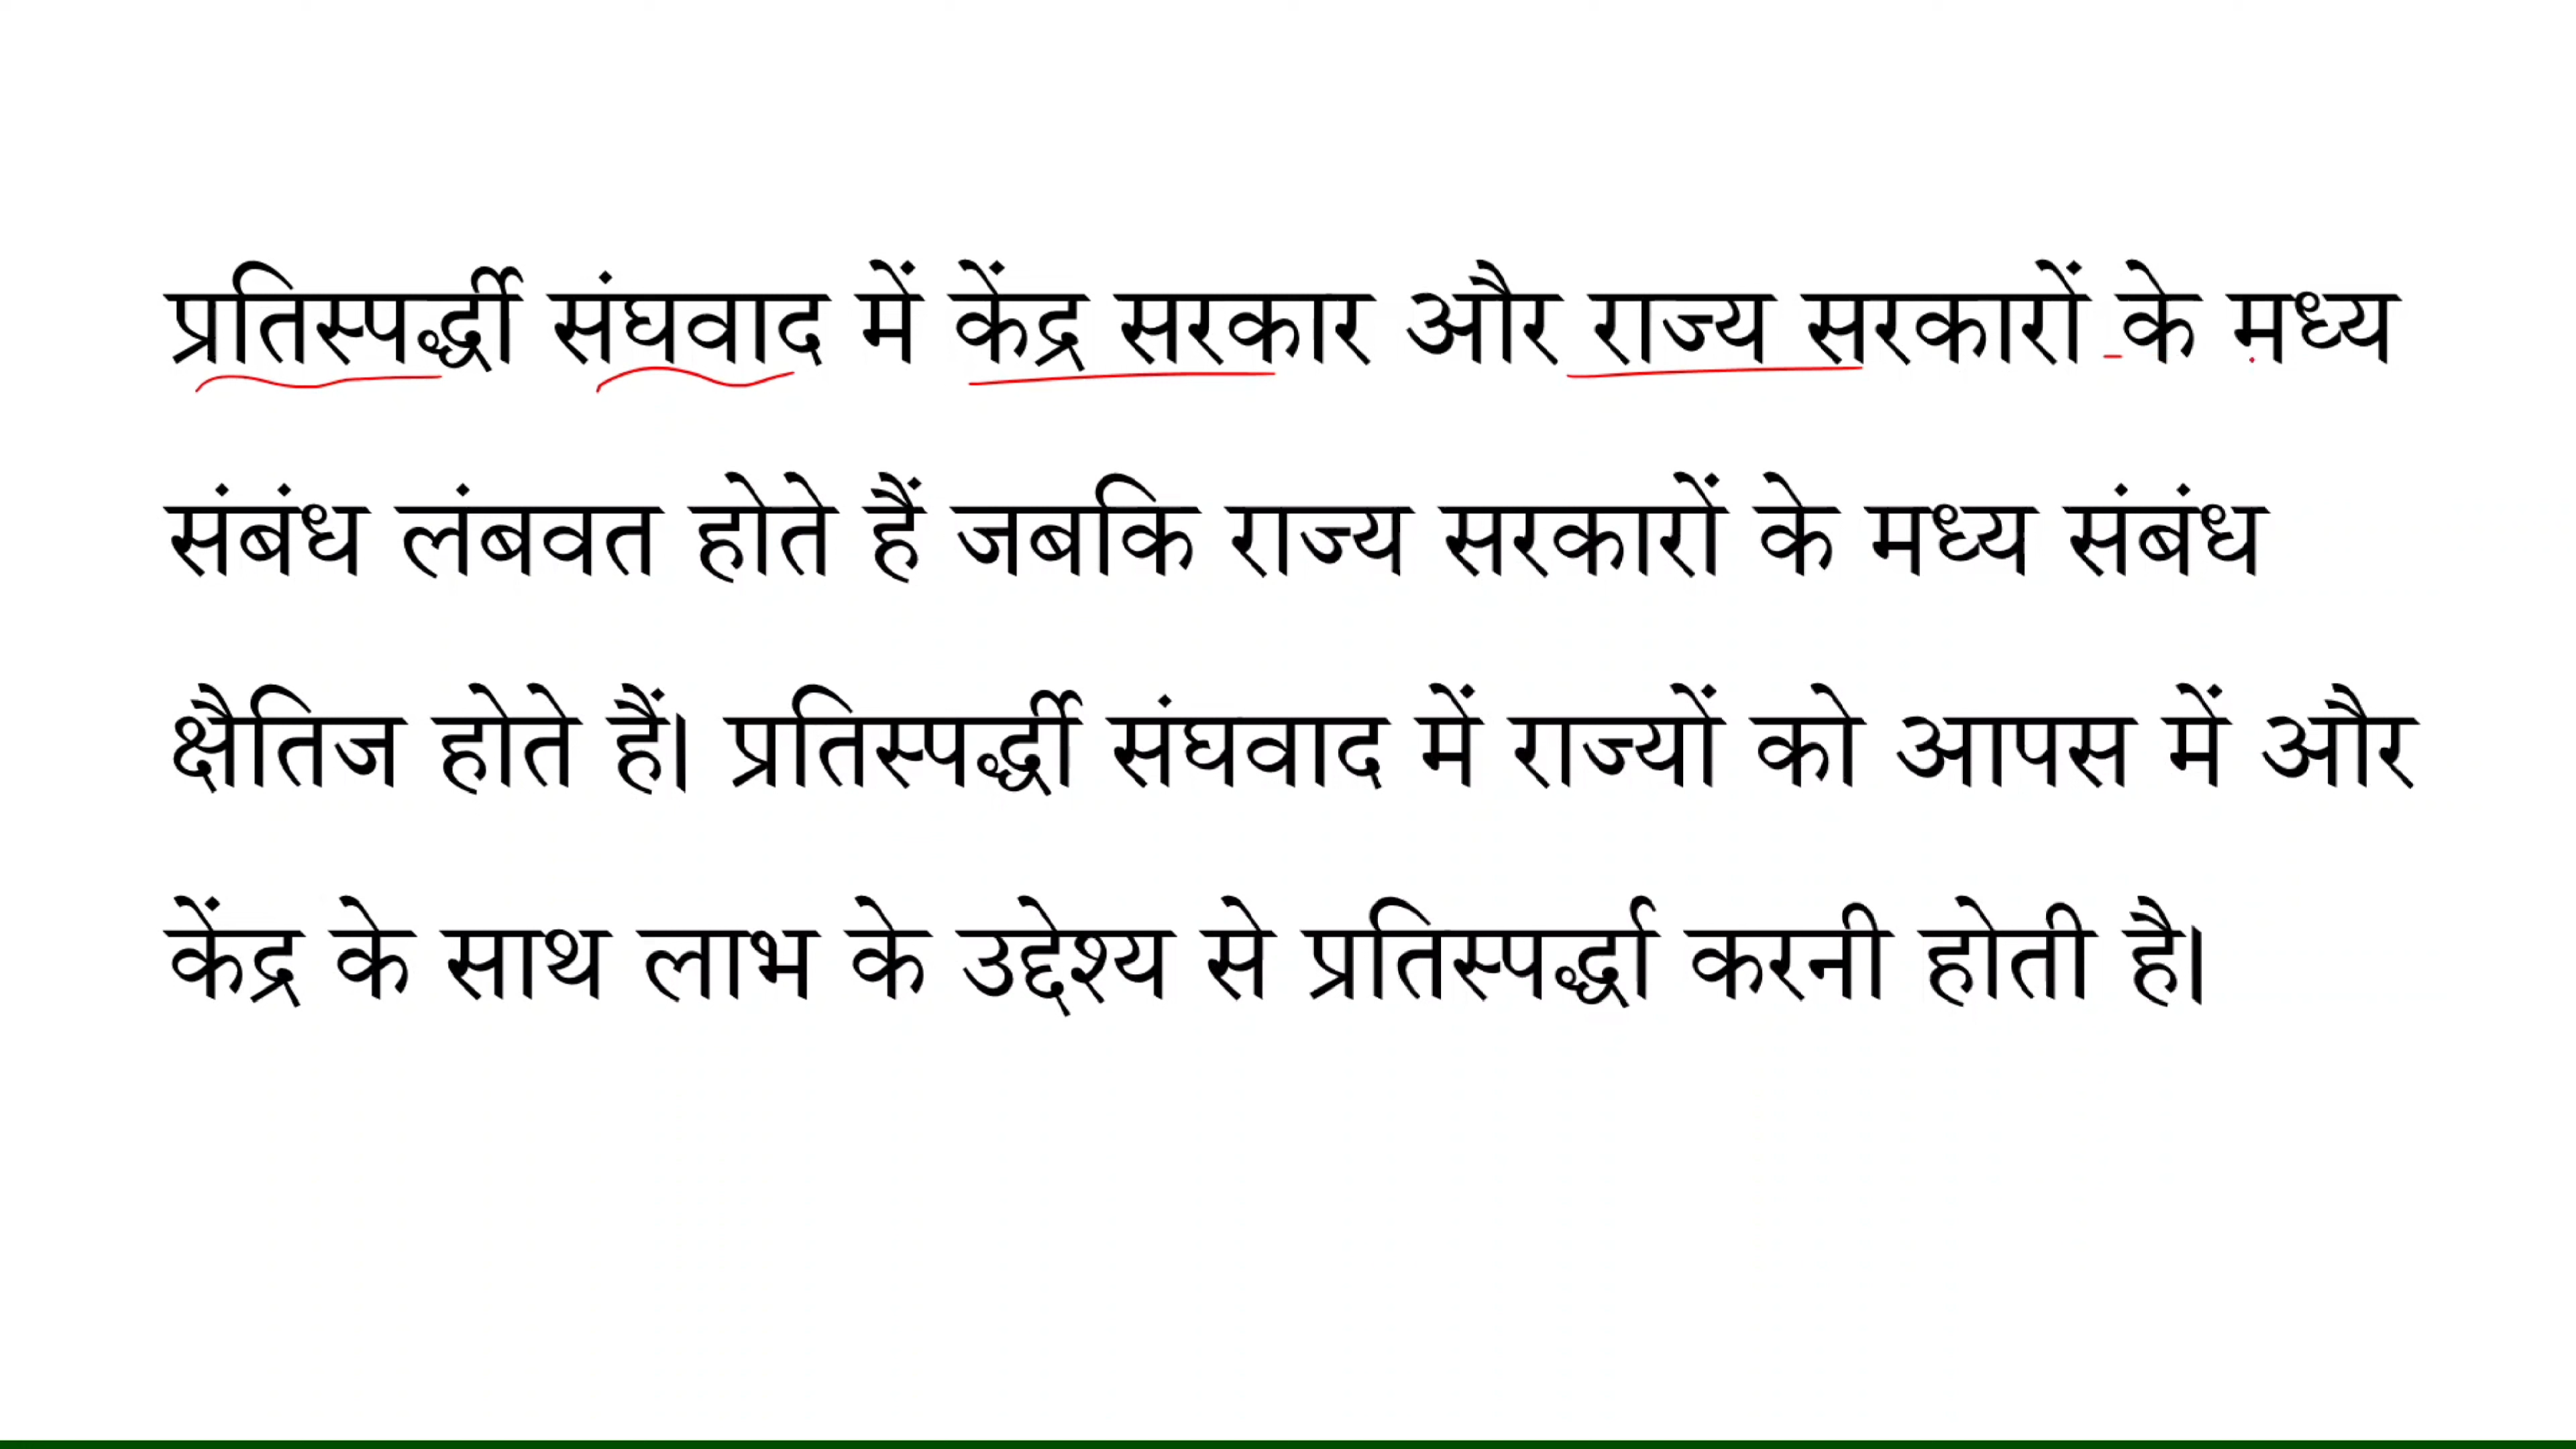 प्रतिस्पर्द्धी संघवाद में केंद्र सरकार और राज्य सरकारों के मध्य
संबंध लंबवत होते हैं जबकि राज्य सरकारों के मध्य संबंध
क्षैतिज होते हैं। प्रतिस्पर्द्धी संघवाद में राज्यों को आपस में और
केंद्र के साथ लाभ के उद्देश्य से प्रतिस्पर्द्धा करनी होती है।